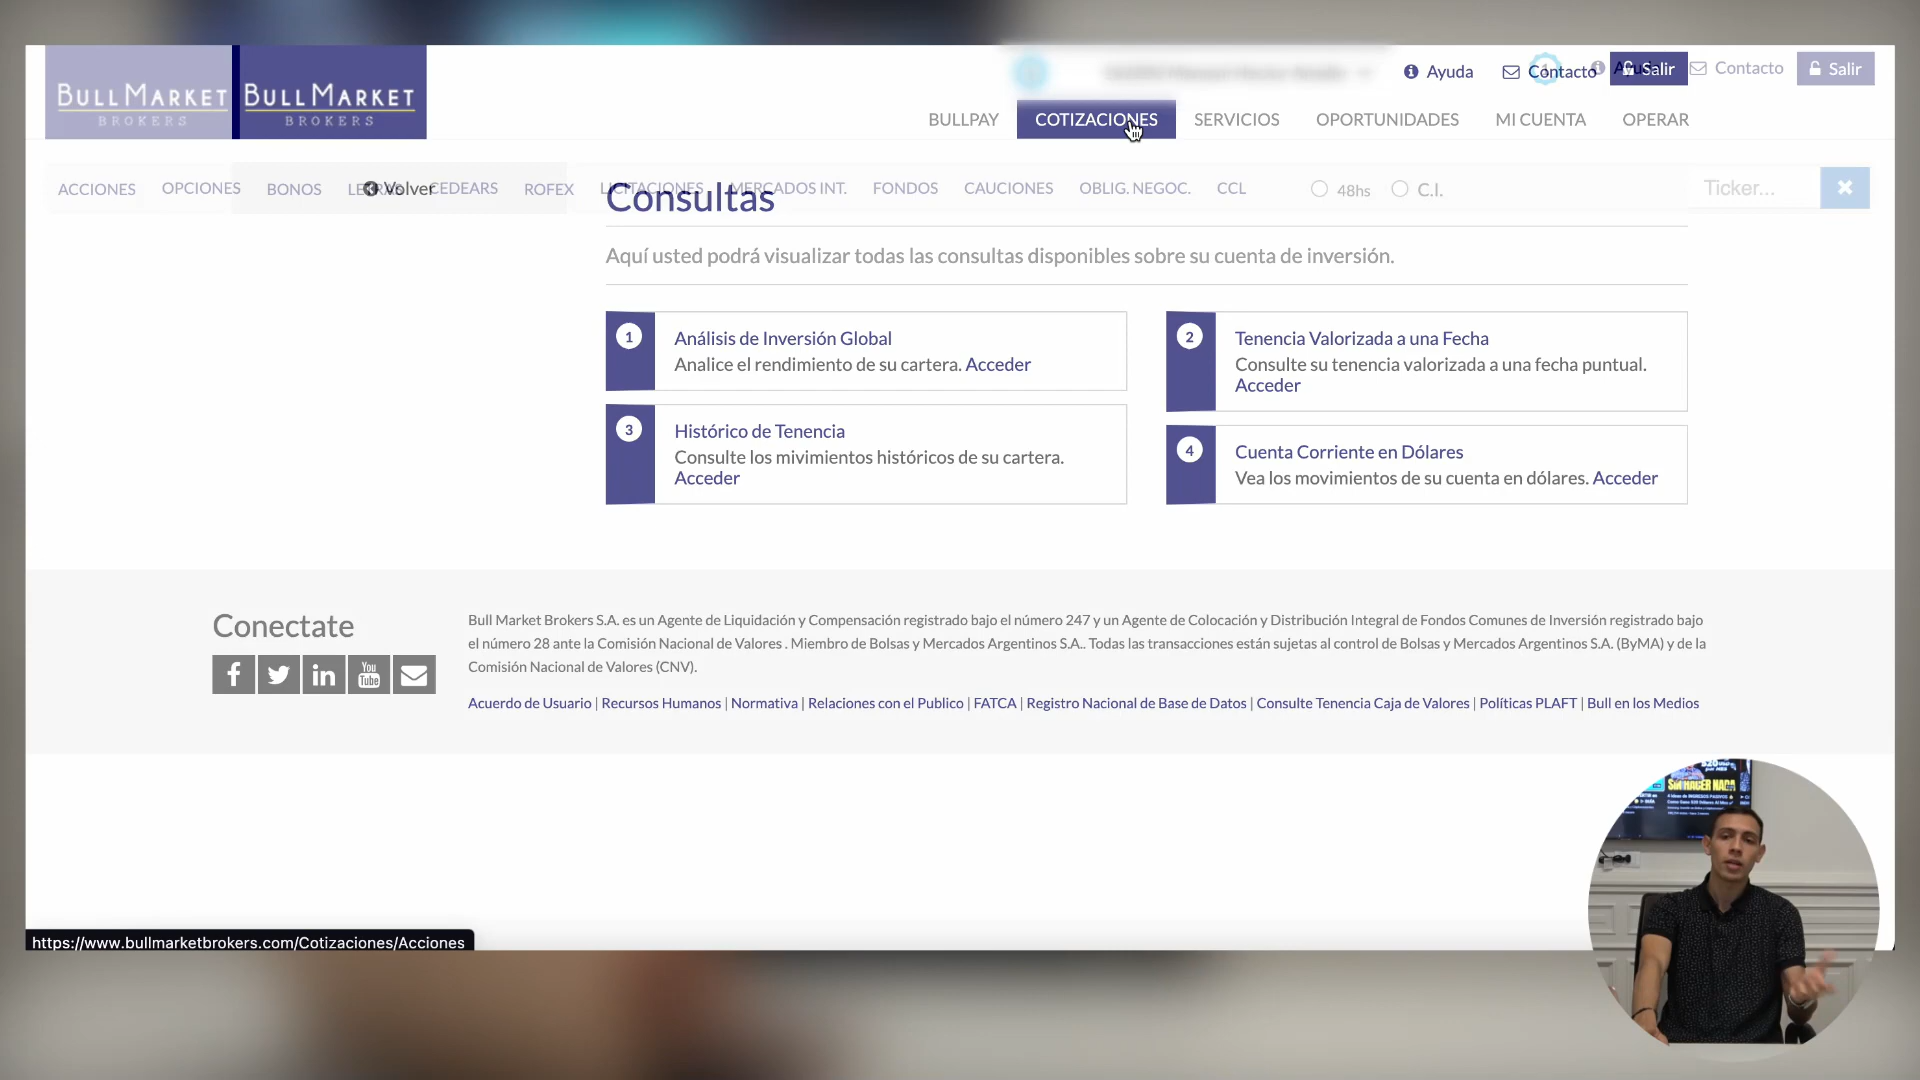 BULLMARKET
BROKERS
BULLMARKET
BROKERS
Ayuda
Contacto
Salir
Contacto
Salir
BULLPAY
COTIZACIONES
SERVICIOS
OPORTUNIDADES
MI CUENTA
OPERAR
ACCIONES
OPCIONES
BONOS
LETRAS
Volver
CEDEARS
ROFEX
LICITACIONES
MERCADOS INT.
FONDOS
CAUCIONES
OBLIG. NEGOC.
CCL
48hs
C.I.
Ticker...
Consultas
Aquí usted podrá visualizar todas las consultas disponibles sobre su cuenta de inversión.
1
Análisis de Inversión Global
Analice el rendimiento de su cartera. Acceder
2
Tenencia Valorizada a una Fecha
Consulte su tenencia valorizada a una fecha puntual.
Acceder
3
Histórico de Tenencia
Consulte los mivimientos históricos de su cartera.
Acceder
4
Cuenta Corriente en Dólares
Vea los movimientos de su cuenta en dólares. Acceder
Conectate
You
Tube
Bull Market Brokers S.A. es un Agente de Liquidación y Compensación registrado bajo el número 247 y un Agente de Colocación y Distribución Integral de Fondos Comunes de Inversión registrado bajo
el número 28 ante la Comisión Nacional de Valores . Miembro de Bolsas y Mercados Argentinos S.A.. Todas las transacciones están sujetas al control de Bolsas y Mercados Argentinos S.A. (ByMA) y de la
Comisión Nacional de Valores (CNV).
Acuerdo de Usuario | Recursos Humanos | Normativa | Relaciones con el Publico | FATCA | Registro Nacional de Base de Datos | Consulte Tenencia Caja de Valores | Políticas PLAFT | Bull en los Medios
SIN HACER NADA
https://www.bullmarketbrokers.com/Cotizaciones/Acciones